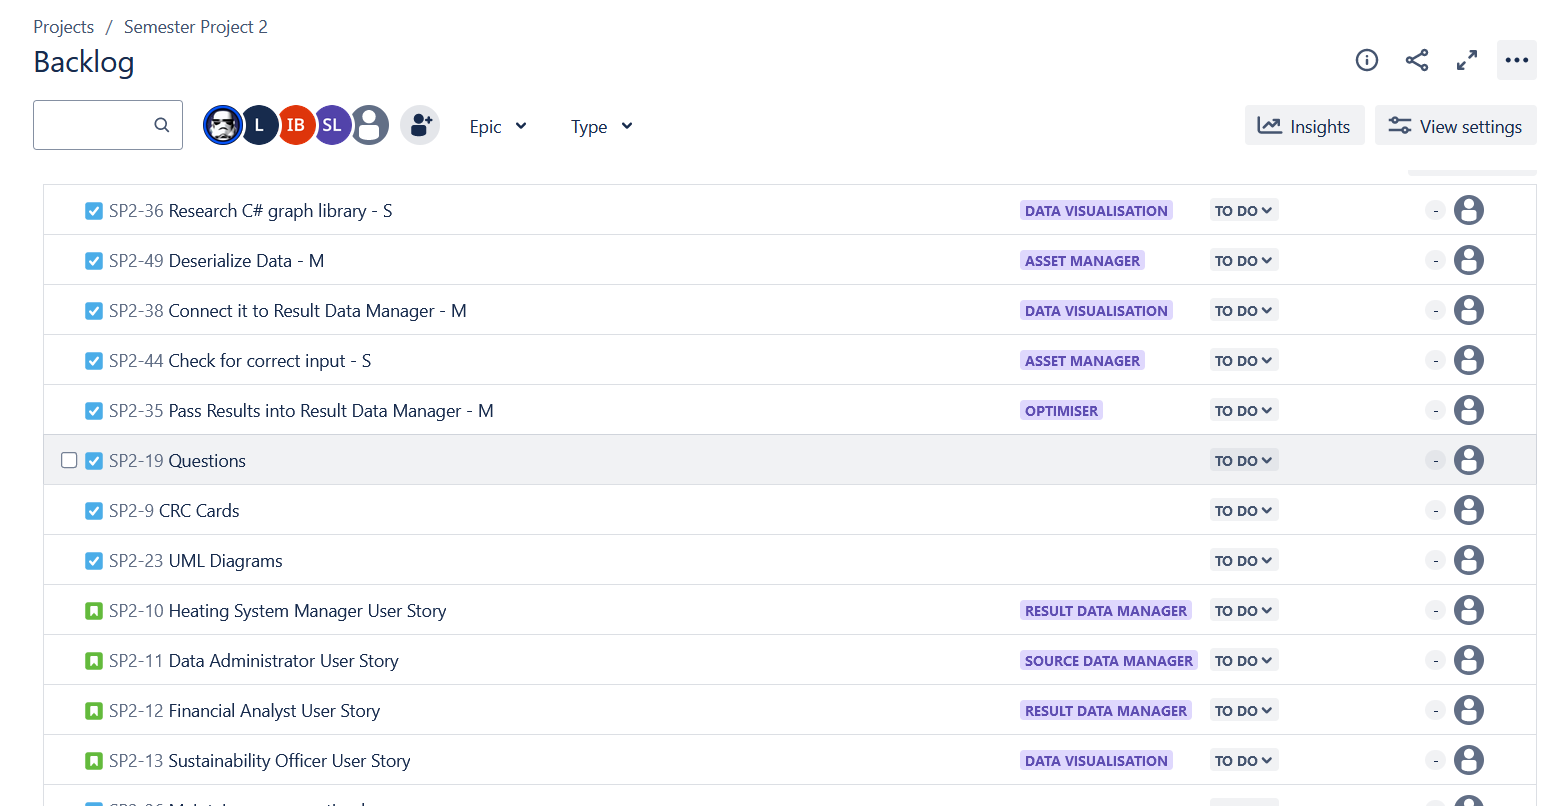 Projects / Semester Project 2
Backlog
L IB SL Epic Type Insights View settings
SP2-36 Research C# graph library - S DATA VISUALISATION TO DO -
SP2-49 Deserialize Data - M ASSET MANAGER TO DO -
SP2-38 Connect it to Result Data Manager - M DATA VISUALISATION TO DO -
SP2-44 Check for correct input - S ASSET MANAGER TO DO -
SP2-35 Pass Results into Result Data Manager - M OPTIMISER TO DO -
SP2-19 Questions TO DO -
SP2-9 CRC Cards TO DO -
SP2-23 UML Diagrams TO DO -
SP2-10 Heating System Manager User Story RESULT DATA MANAGER TO DO -
SP2-11 Data Administrator User Story SOURCE DATA MANAGER TO DO -
SP2-12 Financial Analyst User Story RESULT DATA MANAGER TO DO -
SP2-13 Sustainability Officer User Story DATA VISUALISATION TO DO -